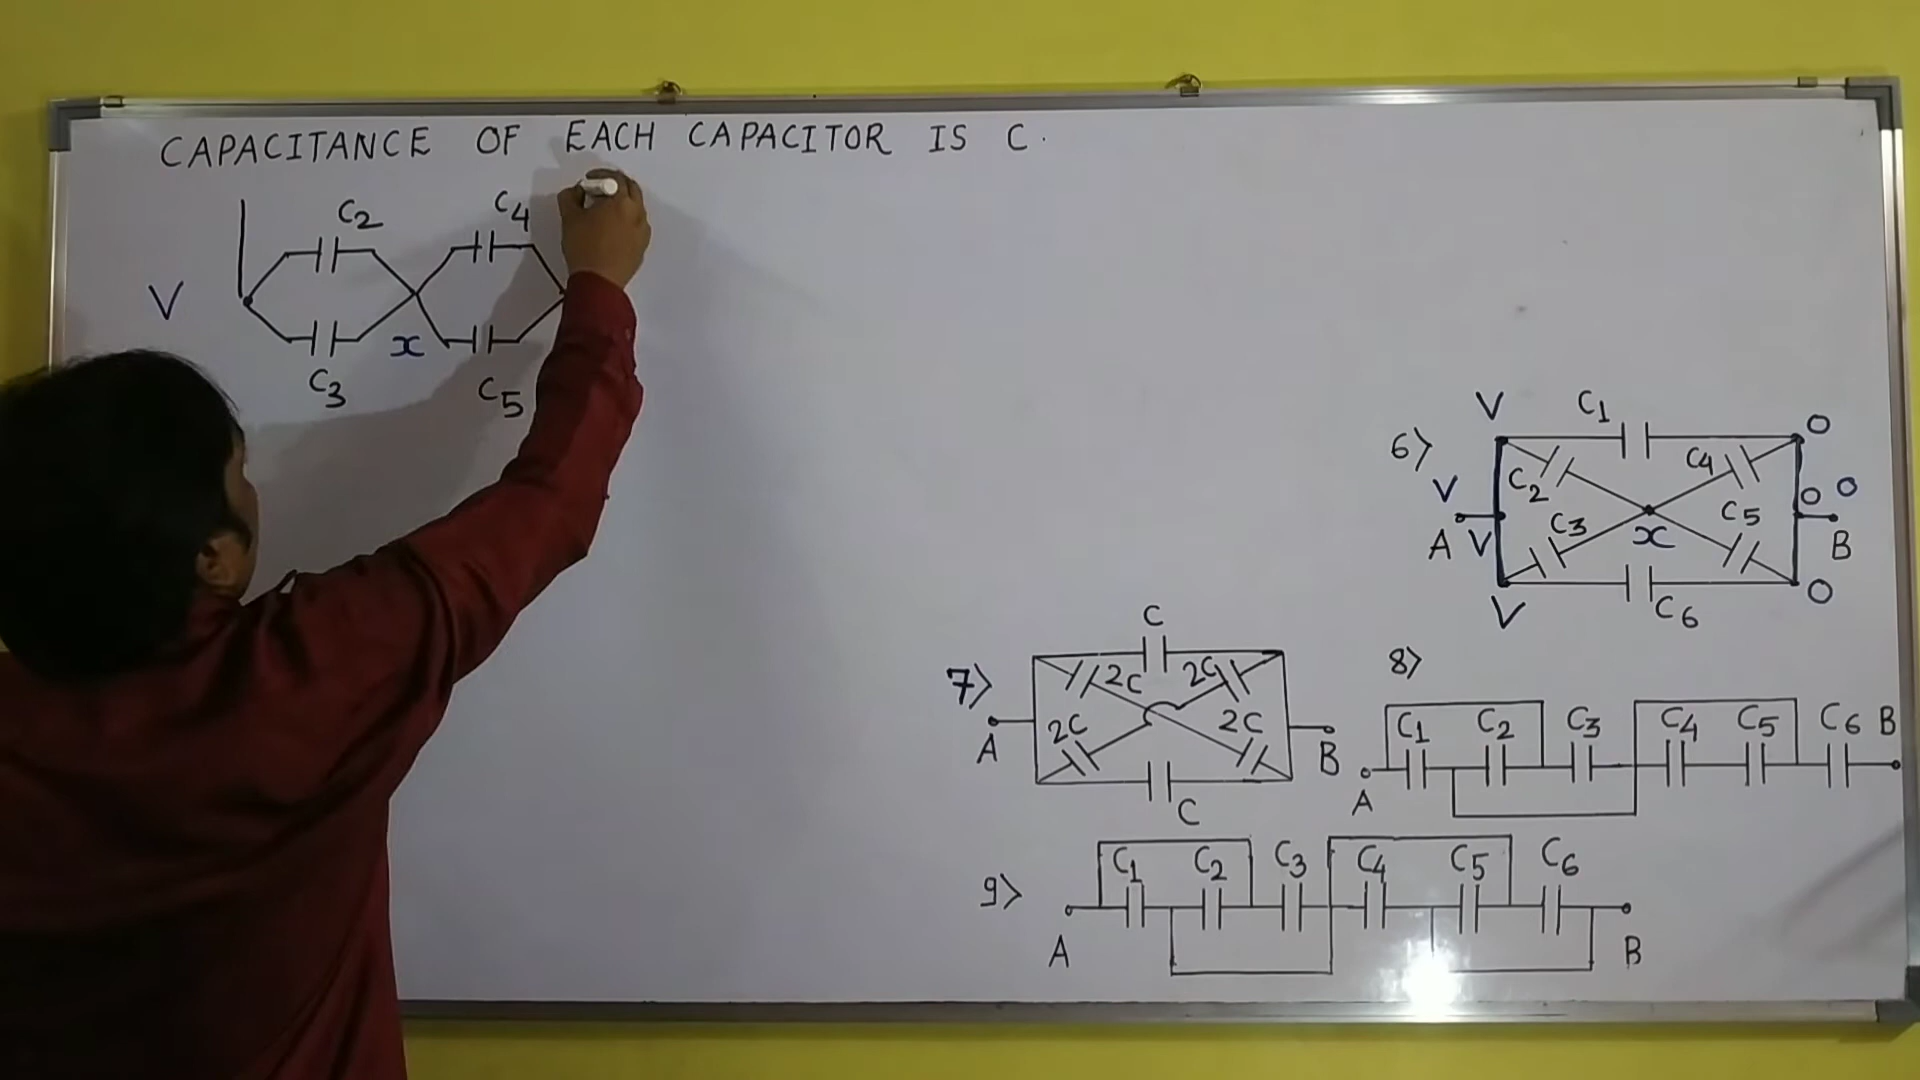 CAPACITANCE OF EACH CAPACITOR IS C.
C2 C4
V
x
C3 C5
6>
V C1 O
C2 C4
V O O
A V C3 x C5 B
V C6 O
7>
C
2C 2C
A 2C 2C B
C
8>
C1 C2 C3 C4 C5 C6 B
A
9>
C1 C2 C3 C4 C5 C6
A B